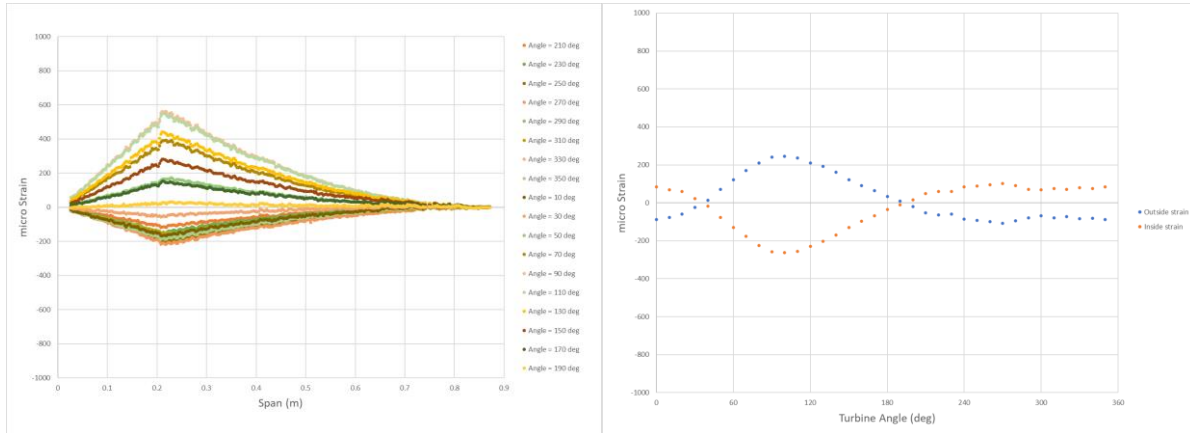 1000
800
600
400
200
0
-200
-400
-600
-800
-1000
micro Strain
0 0.1 0.2 0.3 0.4 0.5 0.6 0.7 0.8 0.9
Span (m)
Angle = 210 deg
Angle = 230 deg
Angle = 250 deg
Angle = 270 deg
Angle = 290 deg
Angle = 310 deg
Angle = 330 deg
Angle = 350 deg
Angle = 10 deg
Angle = 30 deg
Angle = 50 deg
Angle = 70 deg
Angle = 90 deg
Angle = 110 deg
Angle = 130 deg
Angle = 150 deg
Angle = 170 deg
Angle = 190 deg
1000
800
600
400
200
0
-200
-400
-600
-800
-1000
micro Strain
0 60 120 180 240 300 360
Turbine Angle (deg)
Outside strain
Inside strain